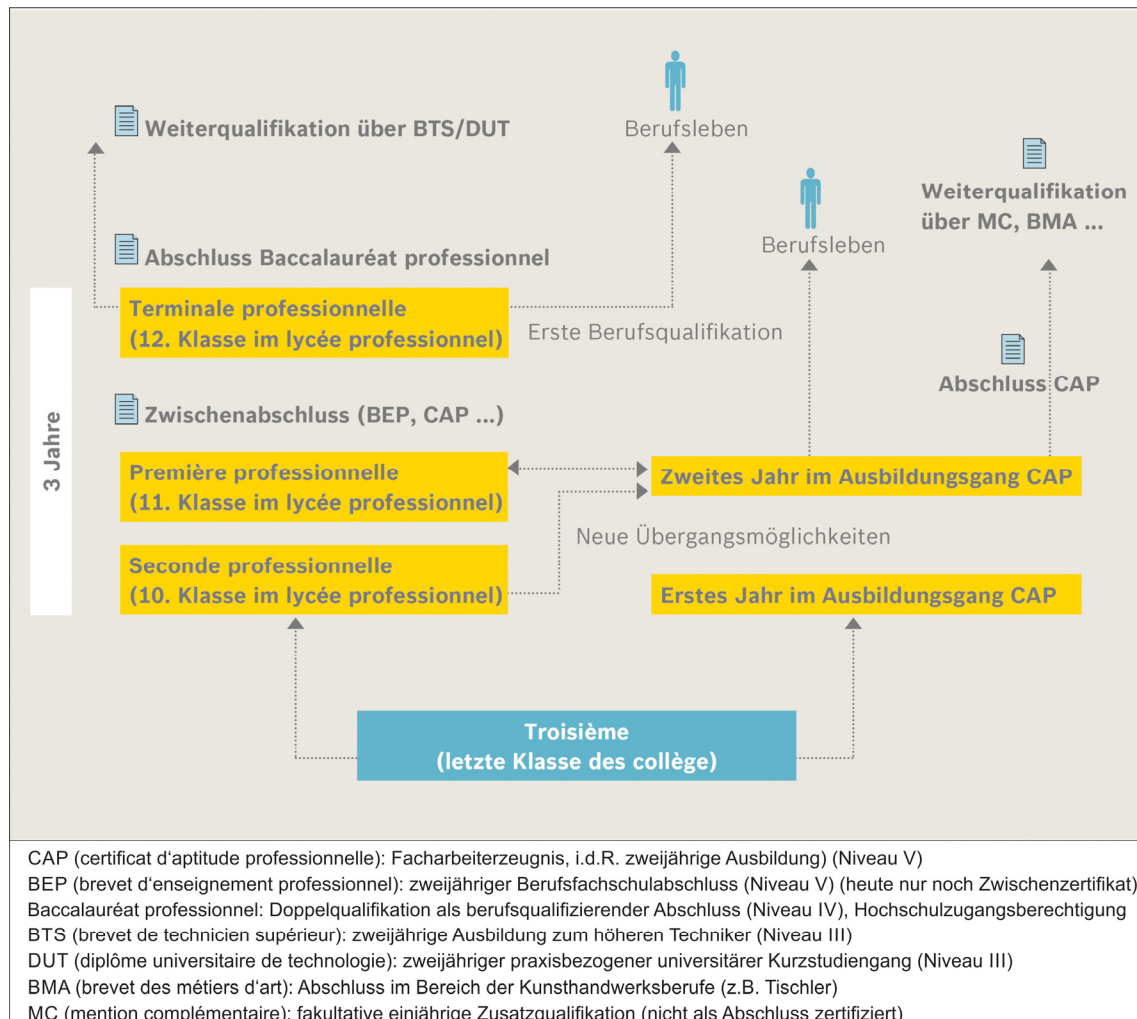 Weiterqualifikation über BTS/DUT
Berufsleben
Weiterqualifikation
über MC, BMA ...
Berufsleben
Abschluss Baccalauréat professionnel
Terminale professionnelle
(12. Klasse im lycée professionnel)
Erste Berufsqualifikation
Abschluss CAP
3 Jahre
Zwischenabschluss (BEP, CAP ...)
Première professionnelle
(11. Klasse im lycée professionnel)
Zweites Jahr im Ausbildungsgang CAP
Neue Übergangsmöglichkeiten
Seconde professionnelle
(10. Klasse im lycée professionnel)
Erstes Jahr im Ausbildungsgang CAP
Troisième
(letzte Klasse des collège)
CAP (certificat d‘aptitude professionnelle): Facharbeiterzeugnis, i.d.R. zweijährige Ausbildung) (Niveau V)
BEP (brevet d‘enseignement professionnel): zweijähriger Berufsfachschulabschluss (Niveau V) (heute nur noch Zwischenzertifikat)
Baccalauréat professionnel: Doppelqualifikation als berufsqualifizierender Abschluss (Niveau IV), Hochschulzugangsberechtigung
BTS (brevet de technicien supérieur): zweijährige Ausbildung zum höheren Techniker (Niveau III)
DUT (diplôme universitaire de technologie): zweijähriger praxisbezogener universitärer Kurzstudiengang (Niveau III)
BMA (brevet des métiers d‘art): Abschluss im Bereich der Kunsthandwerksberufe (z.B. Tischler)
MC (mention complémentaire): fakultative einjährige Zusatzqualifikation (nicht als Abschluss zertifiziert)